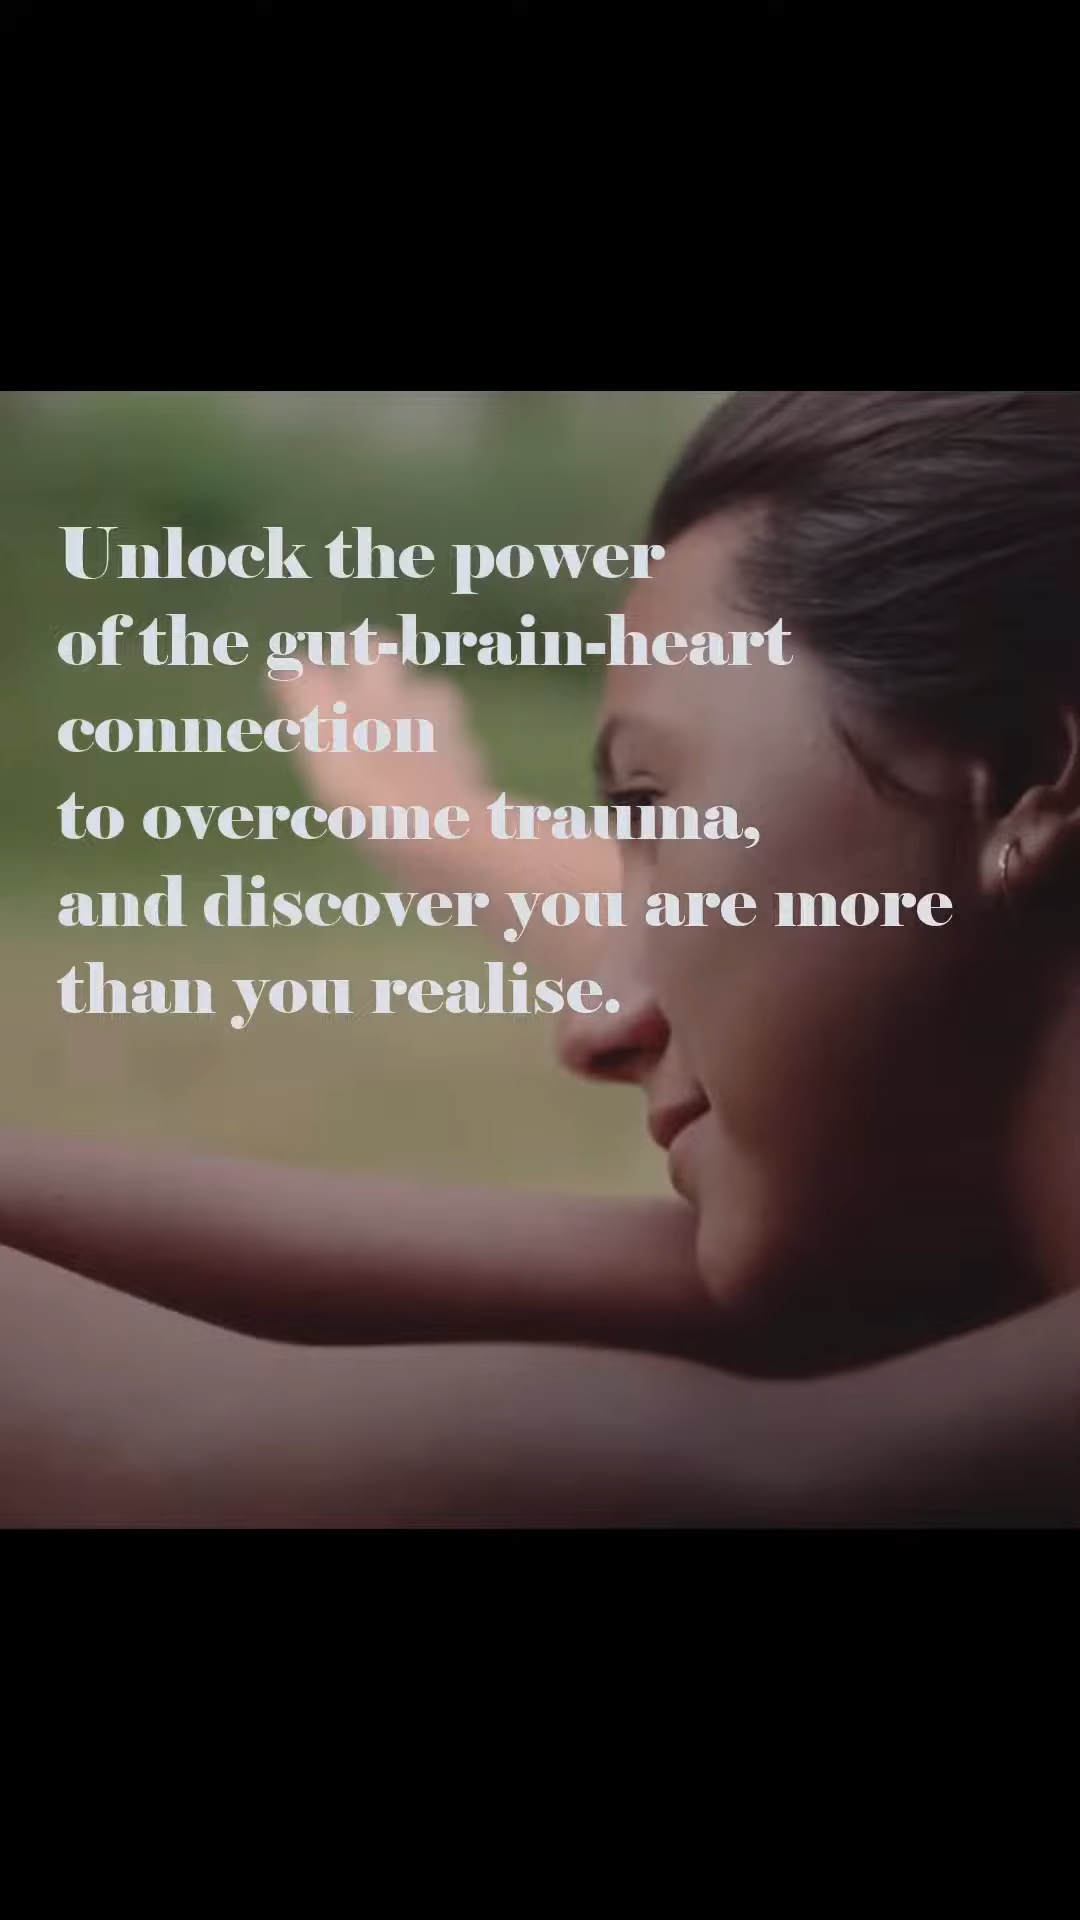 Unlock the power
of the gut-brain-heart
connection
to overcome trauma,
and discover you are more
than you realise.